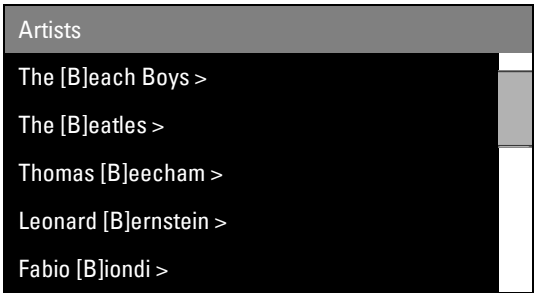 Artists
The [B]each Boys >
The [B]eatles >
Thomas [B]eecham >
Leonard [B]ernstein >
Fabio [B]iondi >